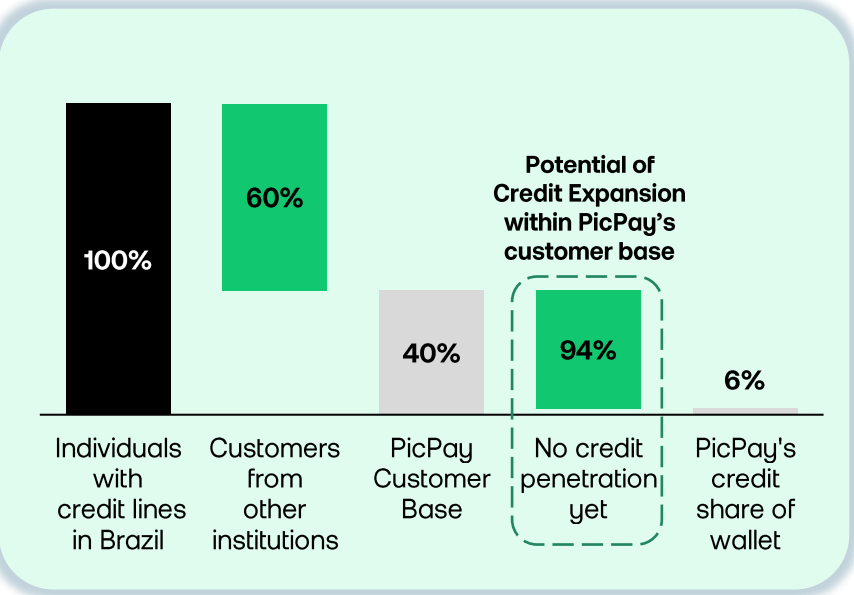 Potential of
Credit Expansion
within PicPay's
customer base
100%
60%
40%
94%
6%
Individuals
with
credit lines
in Brazil
Customers
from
other
institutions
PicPay
Customer
Base
No credit
penetration
yet
PicPay's
credit
share of
wallet